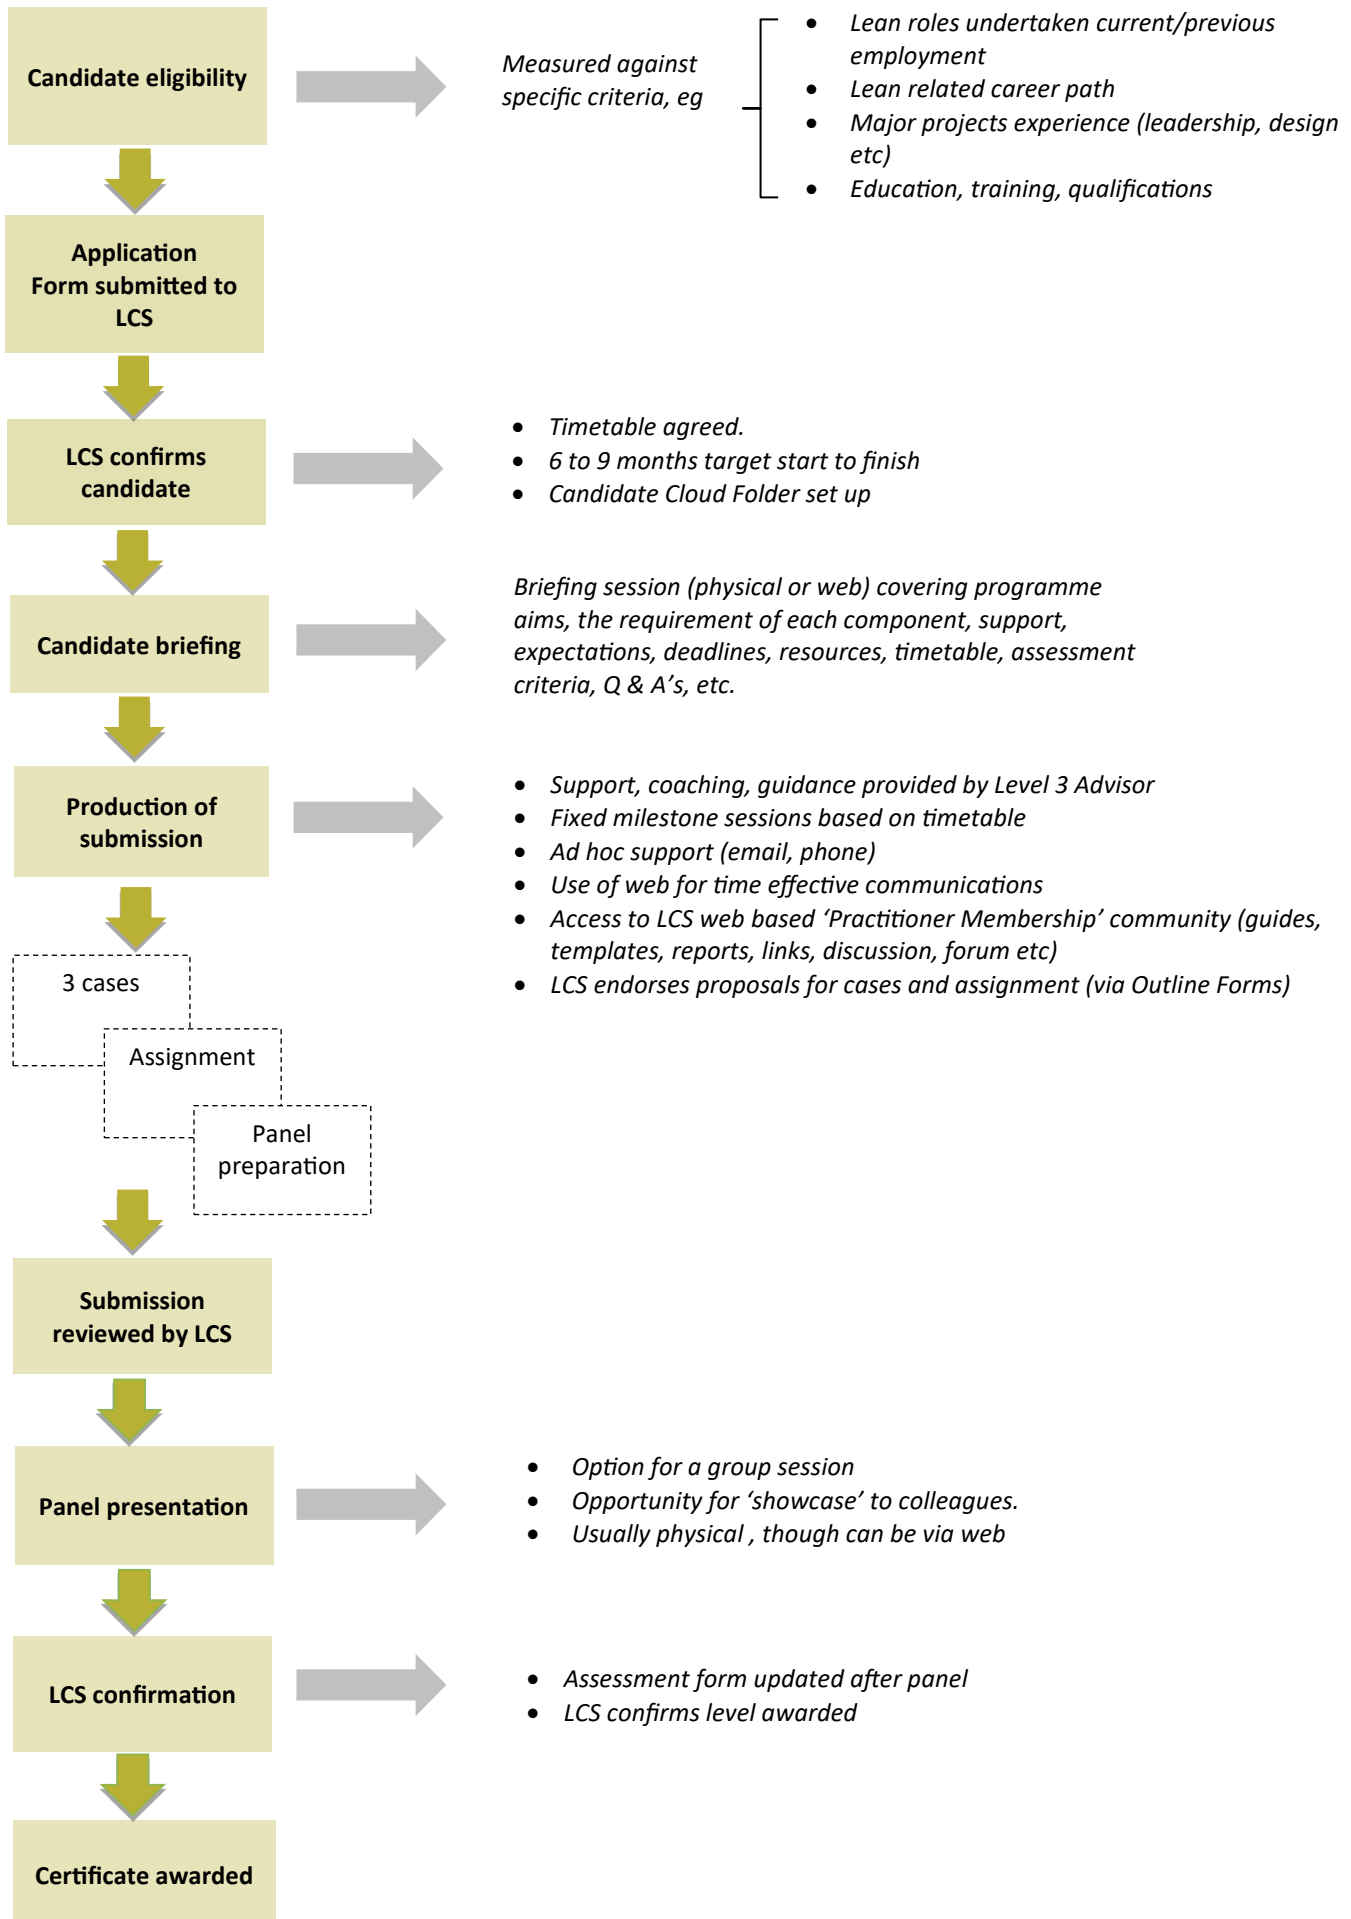 Candidate eligibility
Measured against
specific criteria, eg
• Lean roles undertaken current/previous
employment
• Lean related career path
• Major projects experience (leadership, design
etc)
• Education, training, qualifications
Application
Form submitted to
LCS
LCS confirms
candidate
• Timetable agreed.
• 6 to 9 months target start to finish
• Candidate Cloud Folder set up
Candidate briefing
Briefing session (physical or web) covering programme
aims, the requirement of each component, support,
expectations, deadlines, resources, timetable, assessment
criteria, Q & A’s, etc.
Production of
submission
• Support, coaching, guidance provided by Level 3 Advisor
• Fixed milestone sessions based on timetable
• Ad hoc support (email, phone)
• Use of web for time effective communications
• Access to LCS web based ‘Practitioner Membership’ community (guides,
templates, reports, links, discussion, forum etc)
• LCS endorses proposals for cases and assignment (via Outline Forms)
3 cases
Assignment
Panel
preparation
Submission
reviewed by LCS
Panel presentation
• Option for a group session
• Opportunity for ‘showcase’ to colleagues.
• Usually physical , though can be via web
LCS confirmation
• Assessment form updated after panel
• LCS confirms level awarded
Certificate awarded